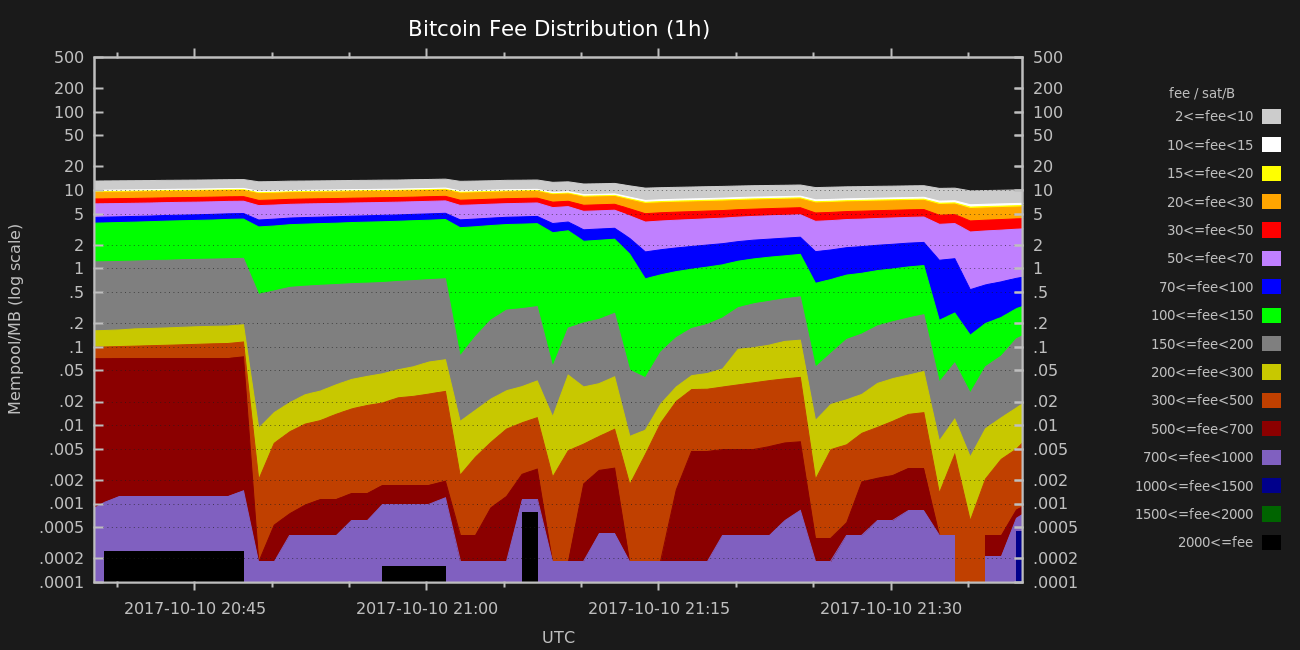 Bitcoin Fee Distribution (1h)
500 500
200 200
100 100
50 50
20 20
10 10
5 5
2 2
1 1
.5 .5
.2 .2
.1 .1
.05 .05
.02 .02
.01 .01
.005 .005
.002 .002
.001 .001
.0005 .0005
.0002 .0002
.0001 .0001
Mempool/MB (log scale)
2017-10-10 20:45 2017-10-10 21:00 2017-10-10 21:15 2017-10-10 21:30
UTC
fee / sat/B
2<=fee<10
10<=fee<15
15<=fee<20
20<=fee<30
30<=fee<50
50<=fee<70
70<=fee<100
100<=fee<150
150<=fee<200
200<=fee<300
300<=fee<500
500<=fee<700
700<=fee<1000
1000<=fee<1500
1500<=fee<2000
2000<=fee